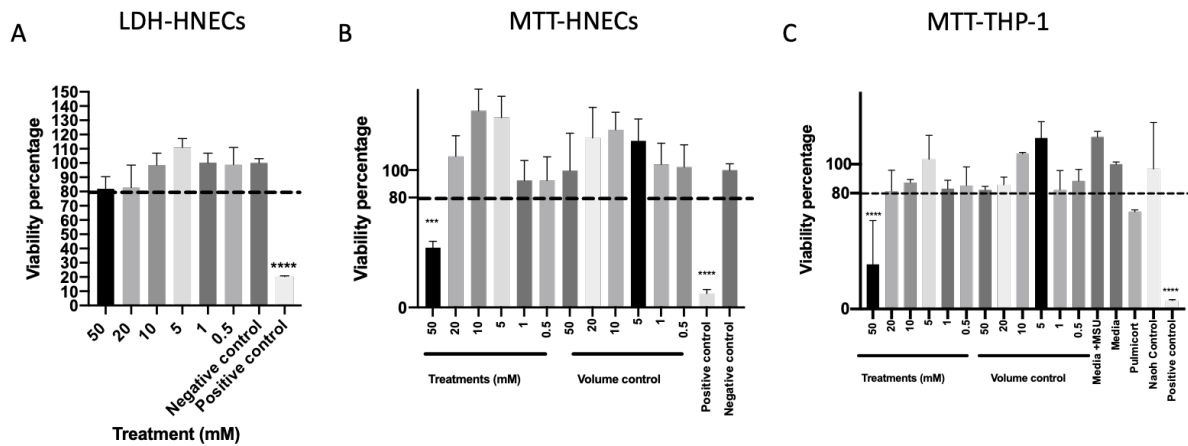 LDH-HNECs
MTT-HNECs
MTT-THP-1
A
B
C
Viability percentage
150
140
130
120
110
100
90
80
70
60
50
40
30
20
10
0
****
50
20
10
5
1
0.5
Negative control
Positive control
Treatment (mM)
Viability percentage
100
80
0
***
****
50
20
10
5
1
0.5
50
20
10
5
1
0.5
Positive control
Negative control
Treatments (mM)
Volume control
Viability percentage
100
80
0
****
****
50
20
10
5
1
0.5
50
20
10
5
1
0.5
Media +MSU
Media
Pulmicort
Naoh Control
Positive control
Treatments (mM)
Volume control